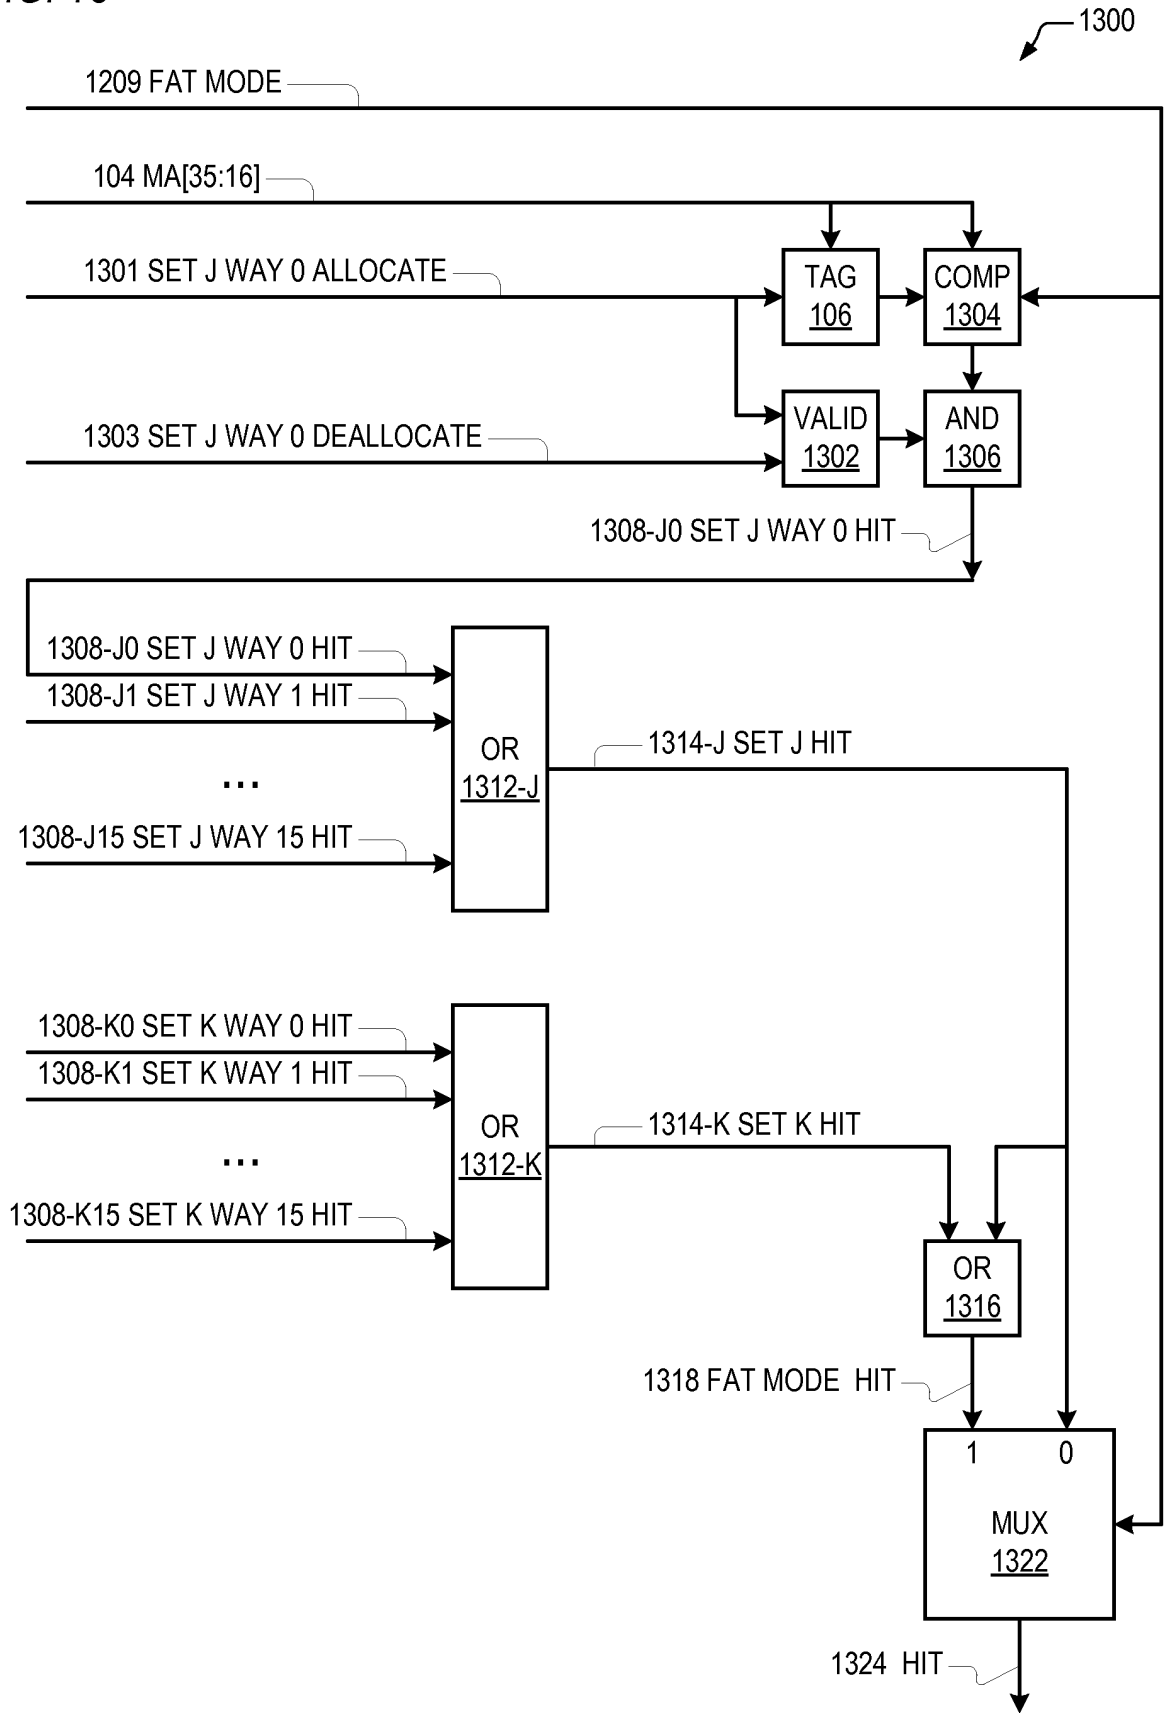 1300
1209 FAT MODE
104 MA[35:16]
1301 SET J WAY 0 ALLOCATE
TAG
106
COMP
1304
1303 SET J WAY 0 DEALLOCATE
VALID
1302
AND
1306
1308-J0 SET J WAY 0 HIT
1308-J0 SET J WAY 0 HIT
1308-J1 SET J WAY 1 HIT
...
1308-J15 SET J WAY 15 HIT
OR
1312-J
1314-J SET J HIT
1308-K0 SET K WAY 0 HIT
1308-K1 SET K WAY 1 HIT
...
1308-K15 SET K WAY 15 HIT
OR
1312-K
1314-K SET K HIT
OR
1316
1318 FAT MODE HIT
1 0
MUX
1322
1324 HIT